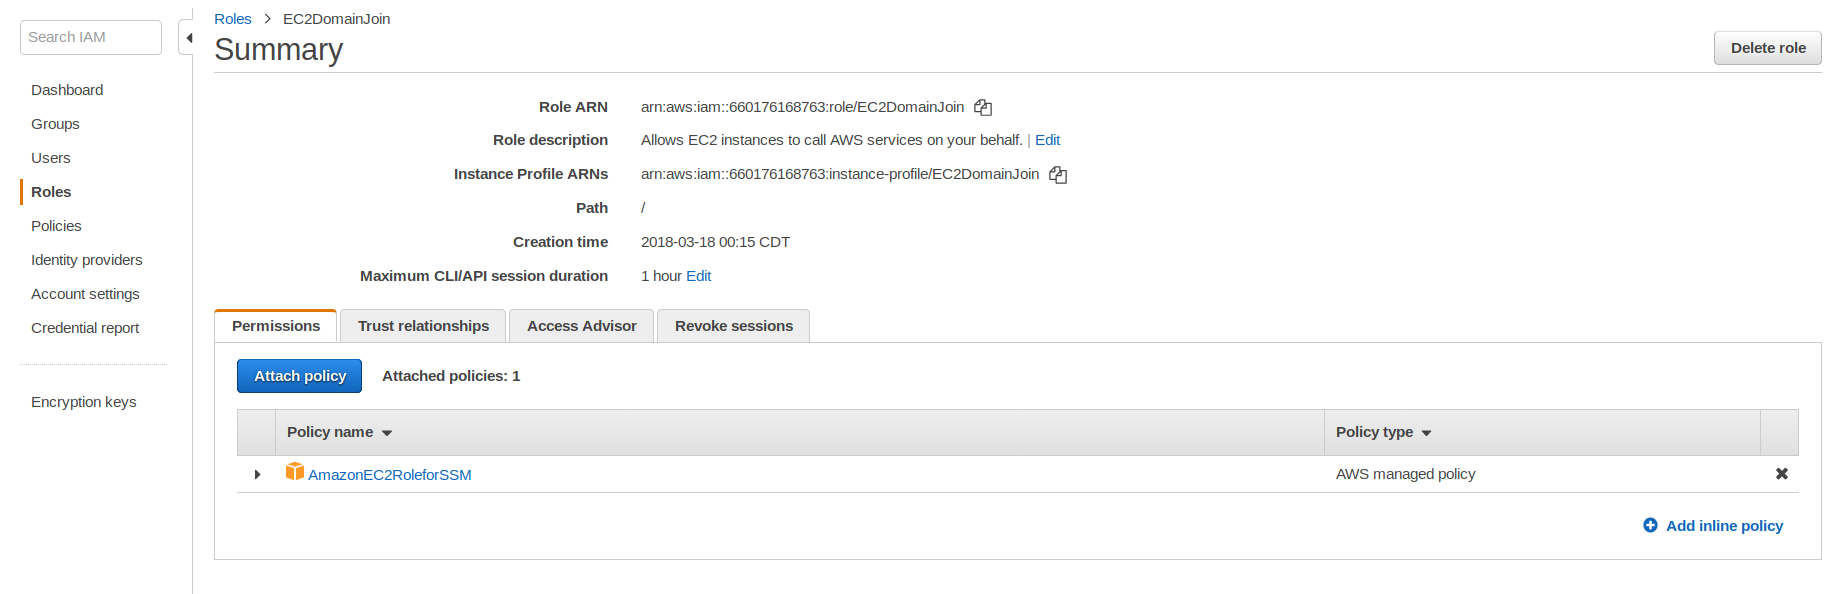 Search IAM
Dashboard
Groups
Users
Roles
Policies
Identity providers
Account settings
Credential report
Encryption keys
Roles > EC2DomainJoin
Summary
Delete role
Role ARN arn:aws:iam::660176168763:role/EC2DomainJoin
Role description Allows EC2 instances to call AWS services on your behalf. | Edit
Instance Profile ARNs arn:aws:iam::660176168763:instance-profile/EC2DomainJoin
Path /
Creation time 2018-03-18 00:15 CDT
Maximum CLI/API session duration 1 hour Edit
Permissions Trust relationships Access Advisor Revoke sessions
Attach policy Attached policies: 1
Policy name Policy type
AmazonEC2RoleforSSM AWS managed policy
Add inline policy